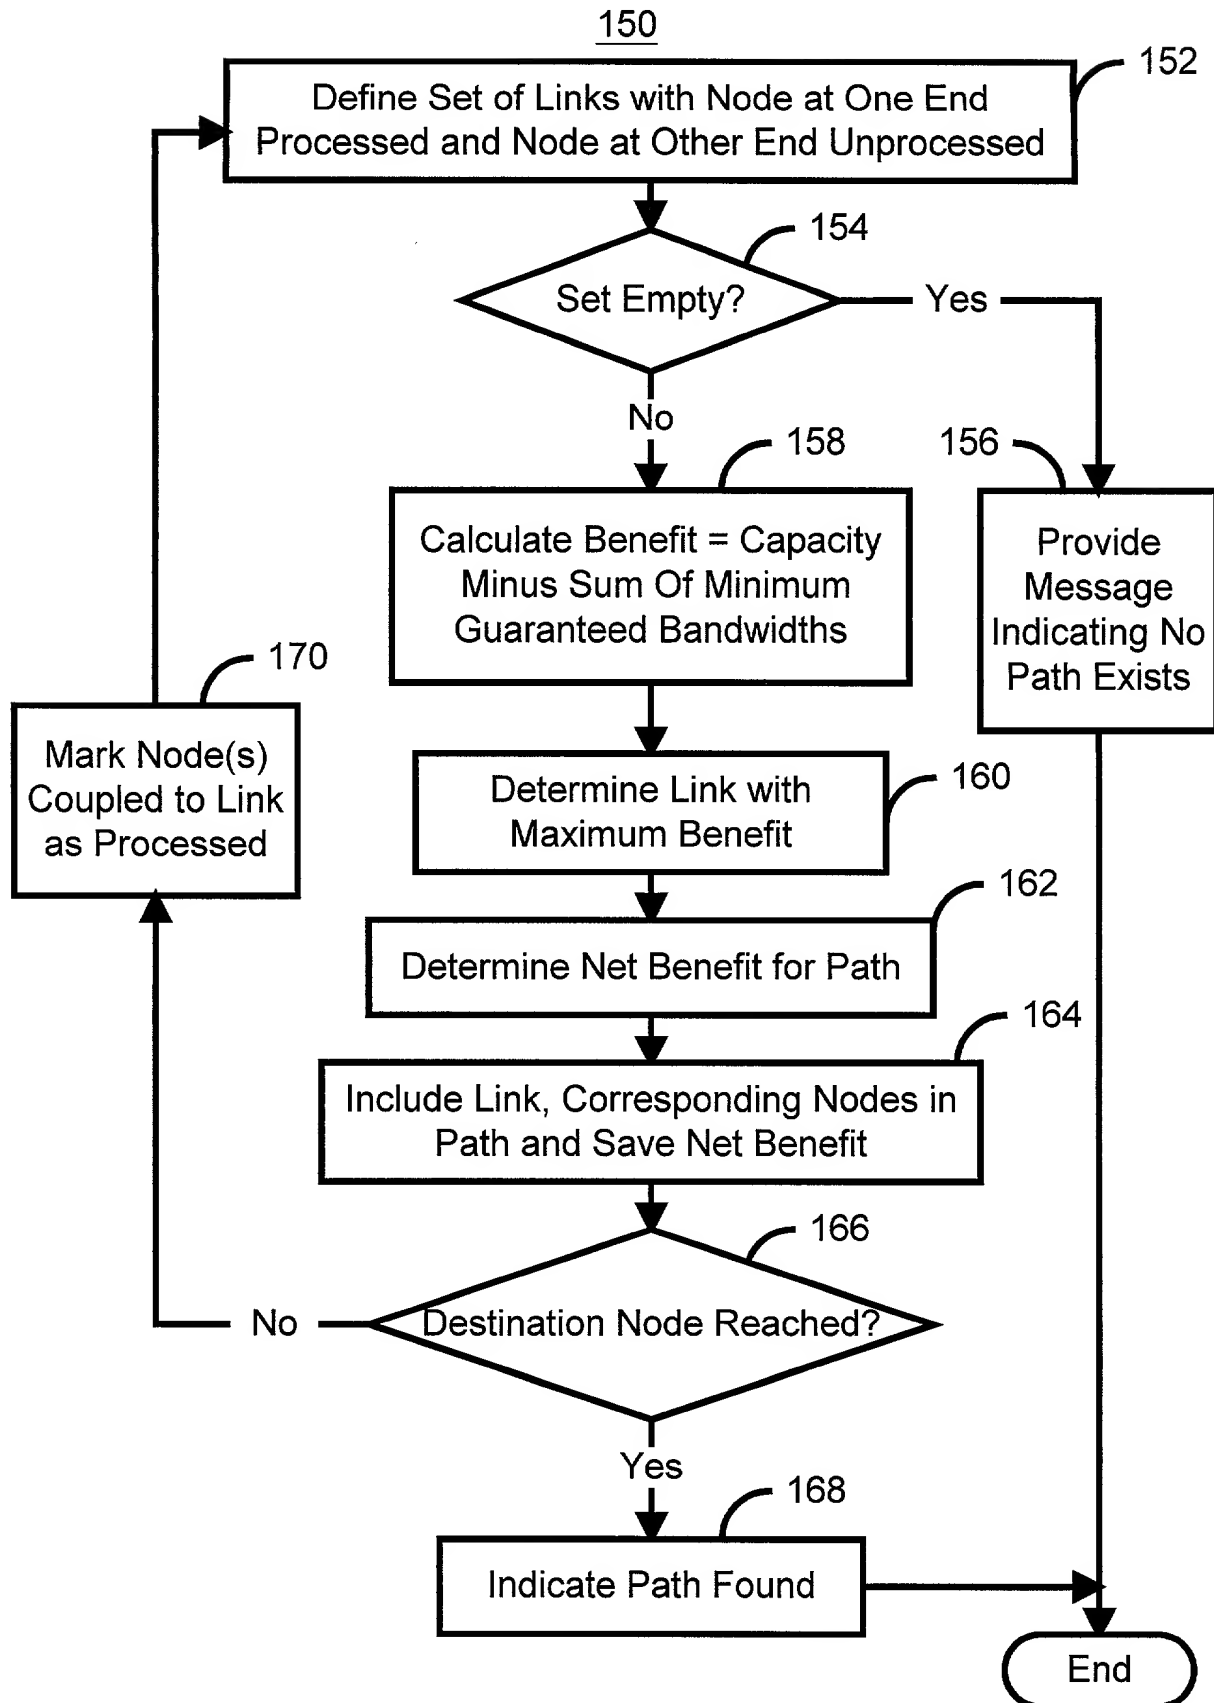 150
152
Define Set of Links with Node at One End
Processed and Node at Other End Unprocessed
154
Set Empty?
Yes
No
158
156
Calculate Benefit = Capacity
Minus Sum Of Minimum
Guaranteed Bandwidths
Provide
Message
Indicating No
Path Exists
170
Mark Node(s)
Coupled to Link
as Processed
160
Determine Link with
Maximum Benefit
162
Determine Net Benefit for Path
164
Include Link, Corresponding Nodes in
Path and Save Net Benefit
166
Destination Node Reached?
No
Yes
168
Indicate Path Found
End